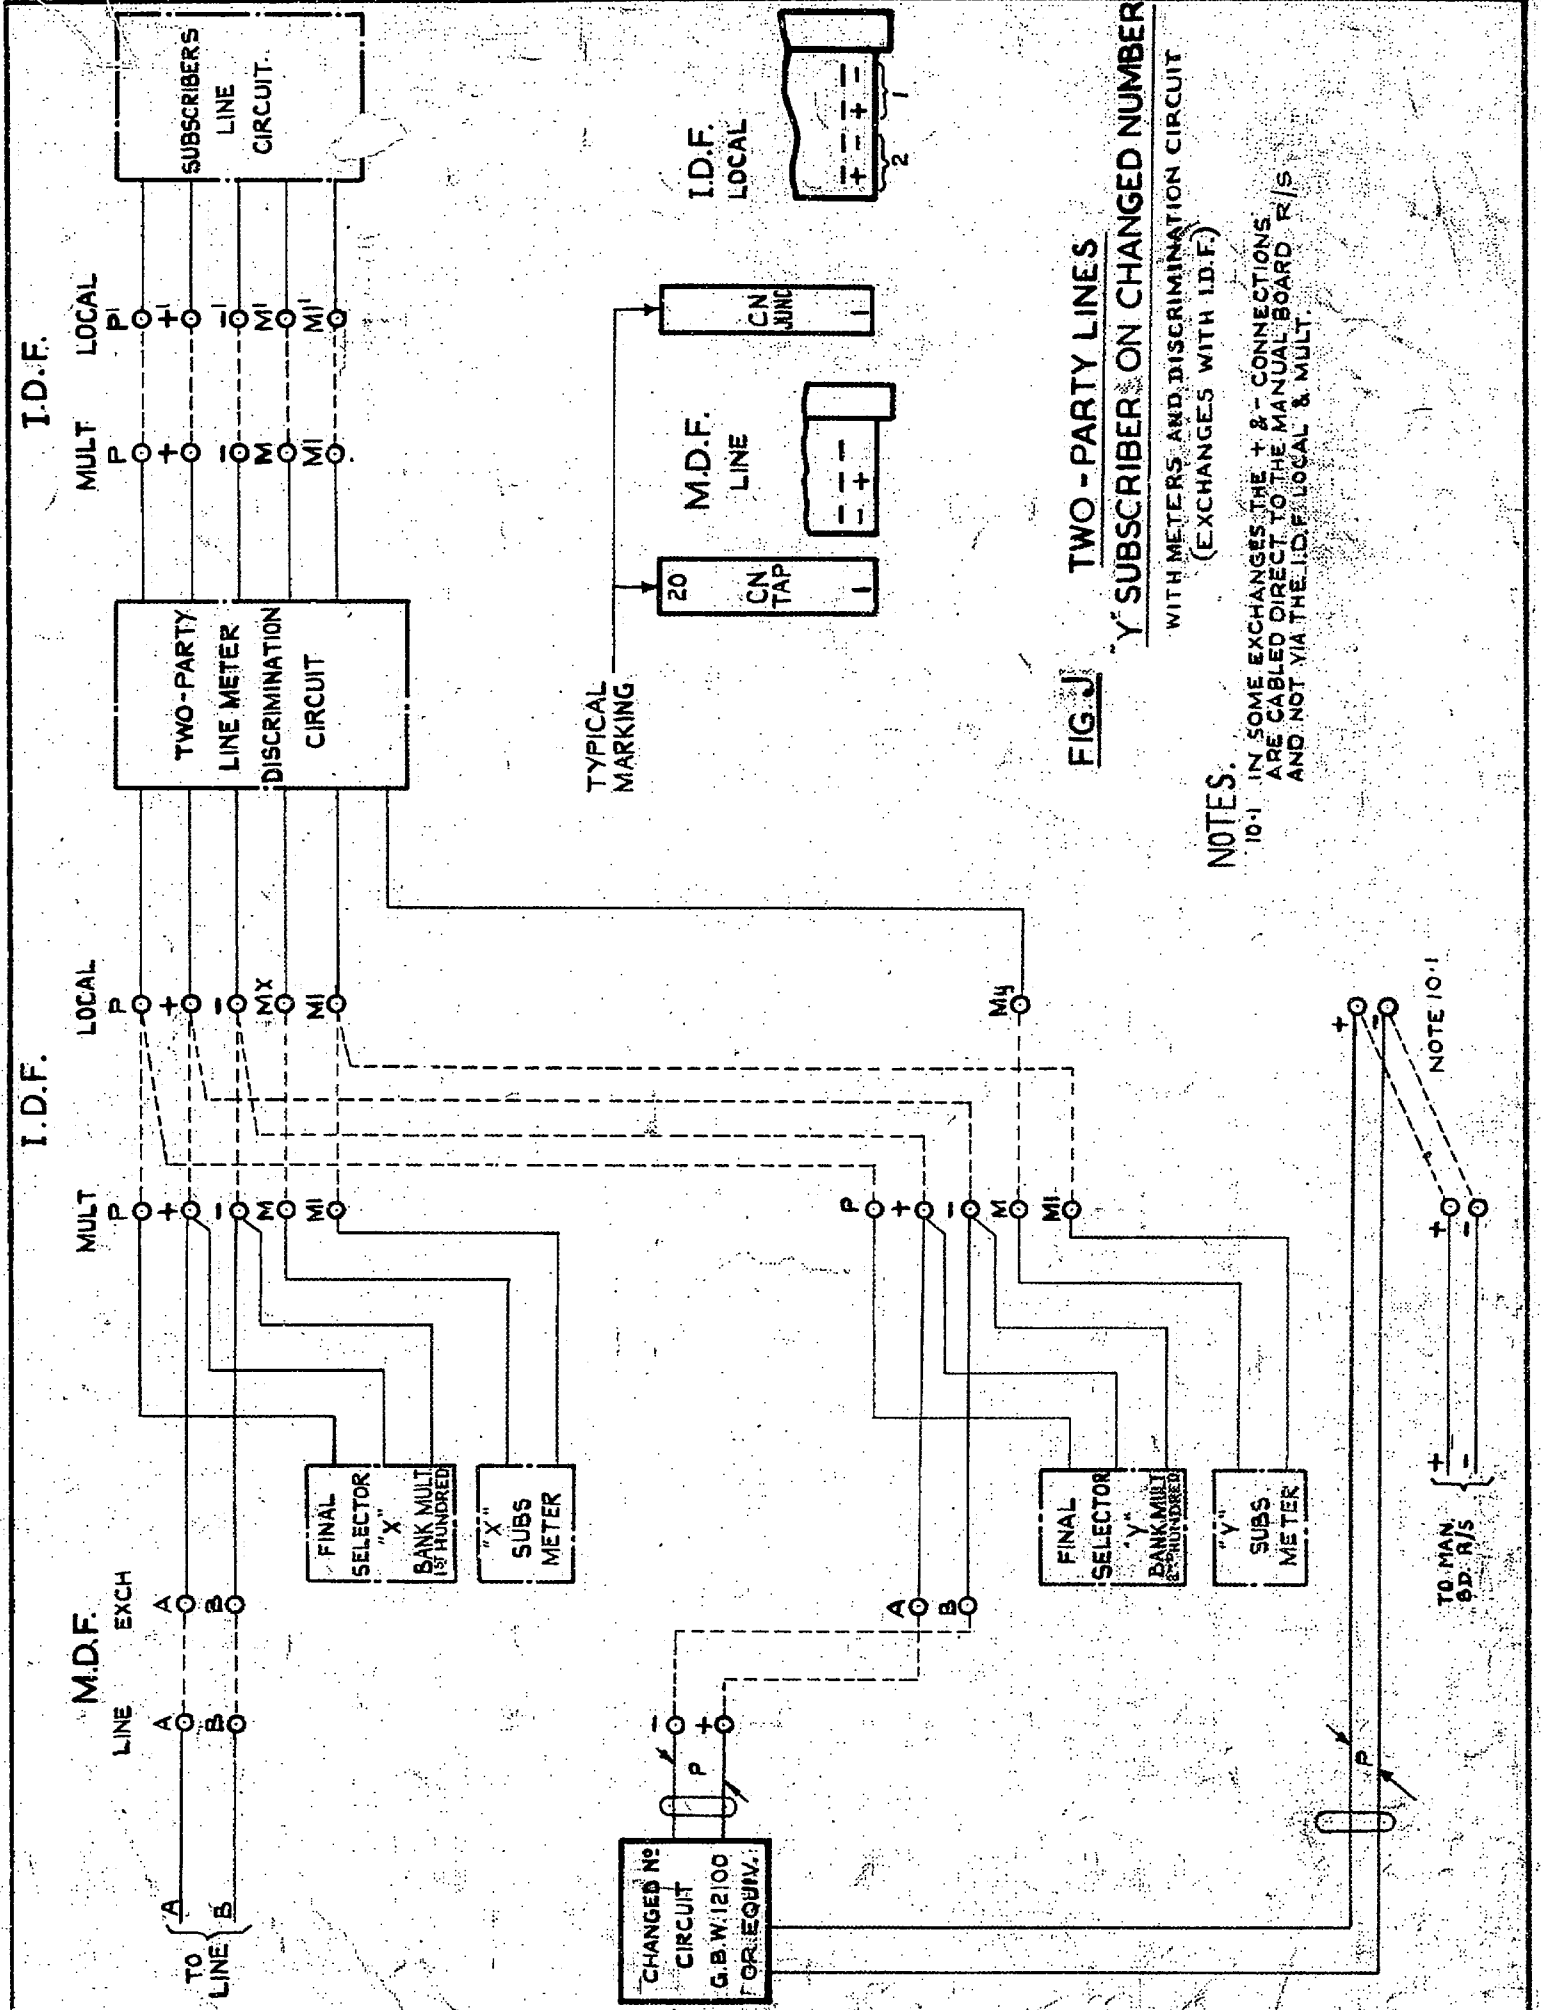 M.D.F.
LINE
EXCH
A
A
B
B
TO
LINE
A
B
I.D.F.
MULT
LOCAL
P
+
-
M
MI
P
+
-
MX
MI
TWO-PARTY
LINE METER
DISCRIMINATION
CIRCUIT
I.D.F.
MULT
LOCAL
P
+
-
M
MI
P'
+'
-'
M'
MI'
SUBSCRIBERS
LINE
CIRCUIT.
FINAL
SELECTOR
"X"
BANK MULT
1ST HUNDRED
"X"
SUBS
METER
CHANGED NO
CIRCUIT
G.B.W.12100
OR EQUIV.
-
+
P
A
B
P
+
-
M
MI
My
FINAL
SELECTOR
"Y"
BANK MULT
2ND HUNDRED
"Y"
SUBS
METER
P
TO MAN.
BD. R/S
+
-
+
-
+
-
NOTE 10·1
TYPICAL
MARKING
20
CN
TAP
1
M.D.F.
LINE
- - -
- +
CN
JUNC
1
I.D.F.
LOCAL
- - - -
+ - + -
2
1
FIG. J
TWO-PARTY LINES
"Y" SUBSCRIBER ON CHANGED NUMBER
WITH METERS AND DISCRIMINATION CIRCUIT
(EXCHANGES WITH I.D.F.)
NOTES.
10·1 IN SOME EXCHANGES THE + & - CONNECTIONS
ARE CABLED DIRECT TO THE MANUAL BOARD R/S
AND NOT VIA THE I.D.F. LOCAL & MULT.